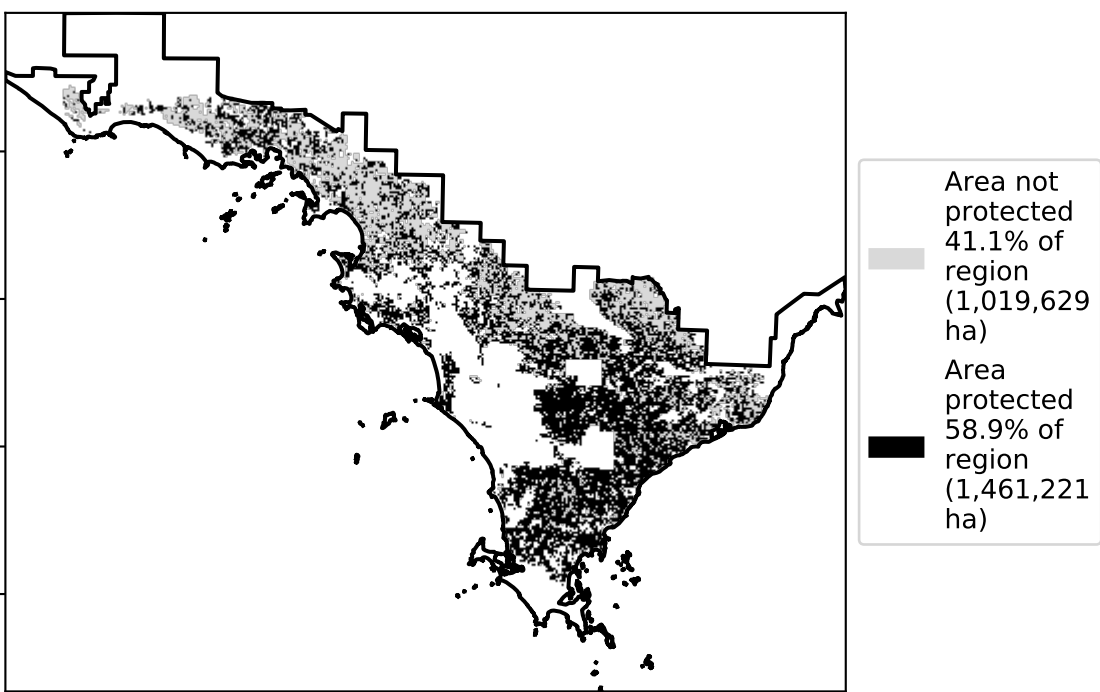 Area not
protected
41.1% of
region
(1,019,629
ha)
Area
protected
58.9% of
region
(1,461,221
ha)